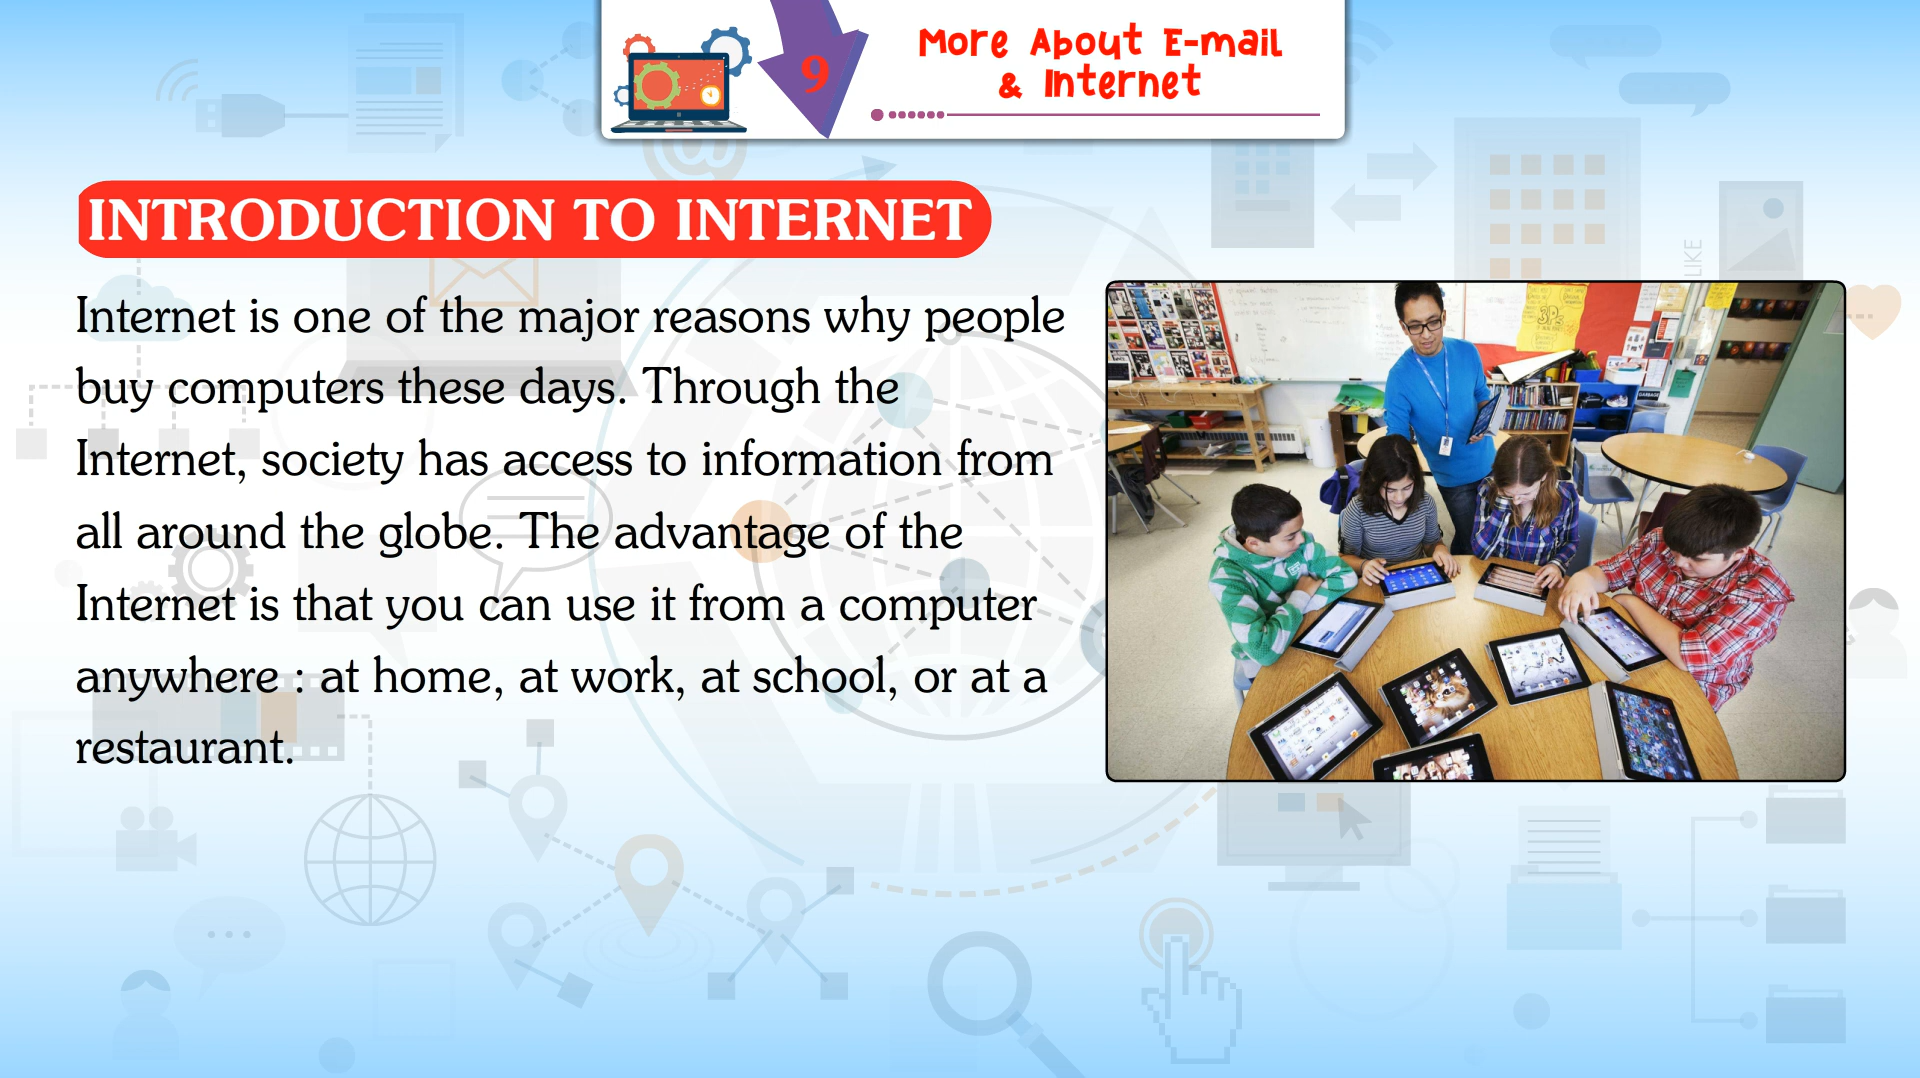 9
More About E-mail
& Internet
INTRODUCTION TO INTERNET
Internet is one of the major reasons why people
buy computers these days. Through the
Internet, society has access to information from
all around the globe. The advantage of the
Internet is that you can use it from a computer
anywhere : at home, at work, at school, or at a
restaurant.
LIKE
@